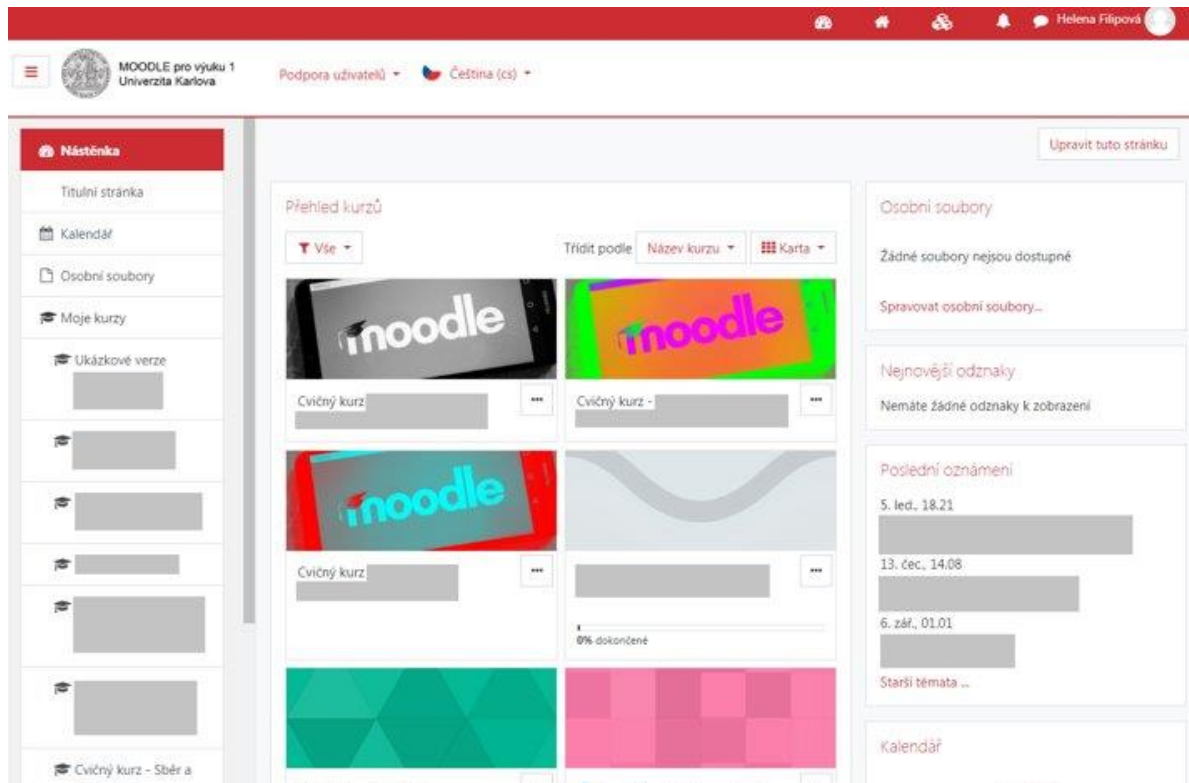 Helena Filipová
MOODLE pro výuku 1
Univerzita Karlova
Podpora uživatelů
Čeština (cs)
Nástěnka
Titulní stránka
Kalendář
Osobní soubory
Moje kurzy
Ukázkové verze
Cvičný kurz - Sběr a
Upravit tuto stránku
Přehled kurzů
Vše
Třídit podle
Název kurzu
Karta
moodle
moodle
Cvičný kurz
Cvičný kurz -
moodle
Cvičný kurz
0% dokončené
Osobní soubory
Žádné soubory nejsou dostupné
Spravovat osobní soubory...
Nejnovější odznaky
Nemáte žádné odznaky k zobrazení
Poslední oznámení
5. led., 18.21
13. čec., 14.08
6. zář., 01.01
Starší témata ...
Kalendář